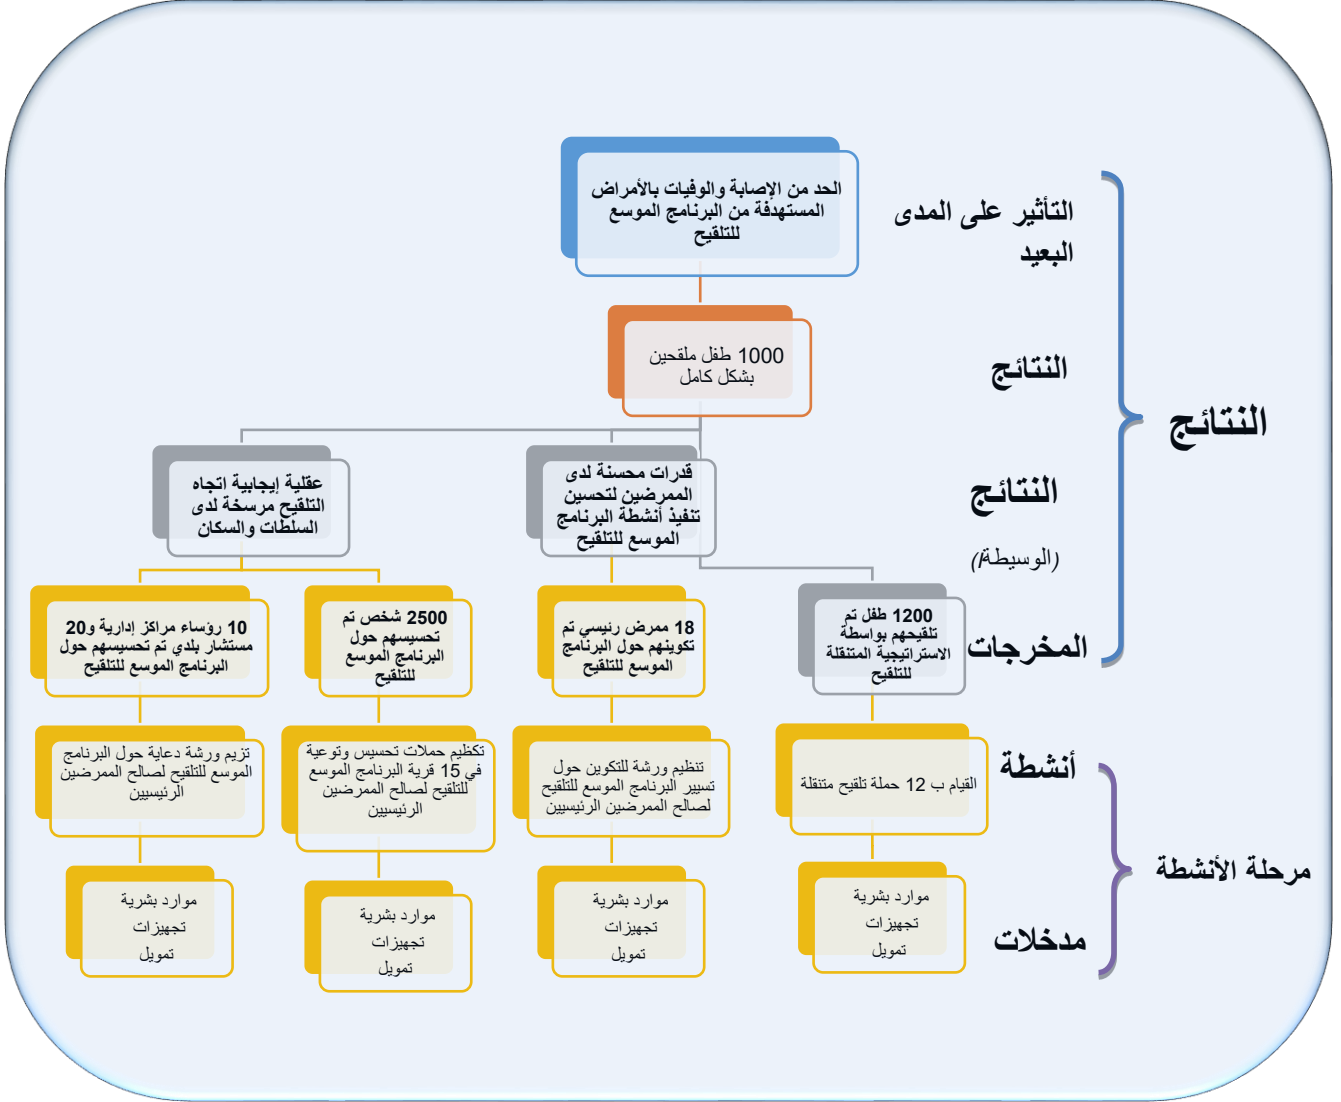 الحد من الإصابة والوفيات بالأمراض
المستهدفة من البرنامج الموسع
للتلقيح
التأثير على المدى
البعيد
1000 طفل ملقحين
بشكل كامل
النتائج
النتائج
عقلية إيجابية اتجاه
التلقيح مرسخة لدى
السلطات والسكان
قدرات محسنة لدى
الممرضين لتحسين
تنفيذ أنشطة البرنامج
الموسع للتلقيح
النتائج
(الوسيطة/)
10 رؤساء مراكز إدارية و20
مستشار بلدي تم تحسيسهم حول
البرنامج الموسع للتلقيح
2500 شخص تم
تحسيسهم حول
البرنامج الموسع
للتلقيح
18 ممرض رئيسي تم
تكوينهم حول البرنامج
الموسع للتلقيح
1200 طفل تم
تلقيحهم بواسطة
الاستراتيجية المتنقلة
للتلقيح
المخرجات
تزيم ورشة دعاية حول البرنامج
الموسع للتلقيح لصالح الممرضين
الرئيسيين
تكظيم حملات تحسيس وتوعية
في 15 قرية البرنامج الموسع
للتلقيح لصالح الممرضين
الرئيسيين
تنظيم ورشة للتكوين حول
تسيير البرنامج الموسع للتلقيح
لصالح الممرضين الرئيسيين
القيام ب 12 حملة تلقيح متنقلة
أنشطة
مرحلة الأنشطة
موارد بشرية
تجهيزات
تمويل
موارد بشرية
تجهيزات
تمويل
موارد بشرية
تجهيزات
تمويل
موارد بشرية
تجهيزات
تمويل
مدخلات